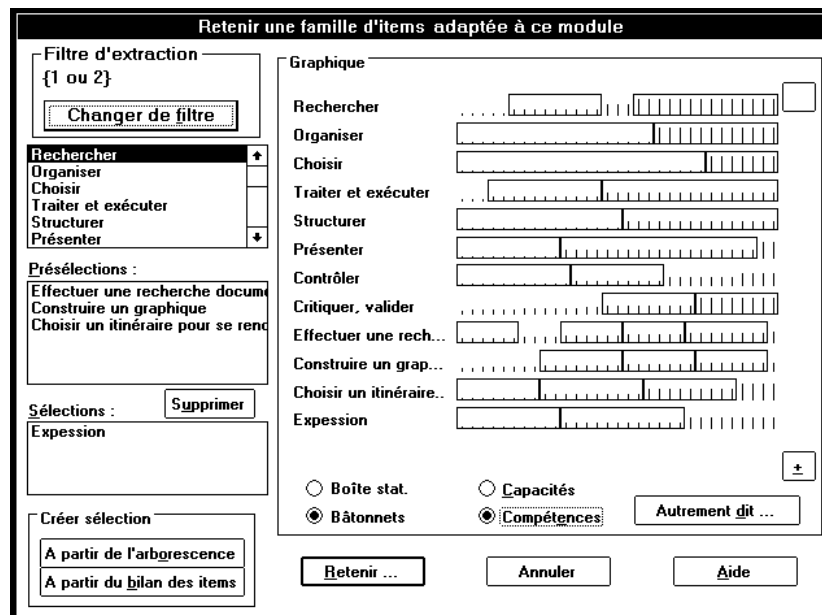 Retenir une famille d'items adaptée à ce module
Filtre d'extraction
{1 ou 2}
Changer de filtre
Rechercher
Organiser
Choisir
Traiter et exécuter
Structurer
Présenter
Présélections :
Effectuer une recherche docume
Construire un graphique
Choisir un itinéraire pour se renc
Supprimer
Sélections :
Expession
Créer sélection
A partir de l'arborescence
A partir du bilan des items
Graphique
Rechercher
Organiser
Choisir
Traiter et exécuter
Structurer
Présenter
Contrôler
Critiquer, valider
Effectuer une rech...
Construire un grap...
Choisir un itinéraire..
Expession
±
Boîte stat.
Capacités
Bâtonnets
Compétences
Autrement dit ...
Retenir ...
Annuler
Aide